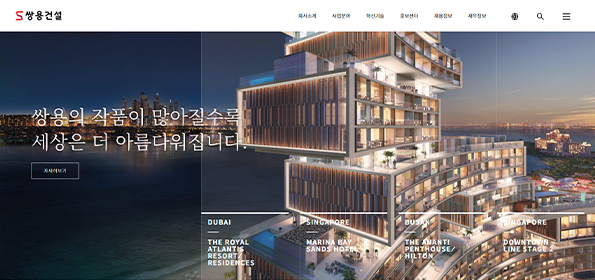 쌍용건설
회사소개 사업분야 혁신기술 홍보센터 채용정보 재무정보
쌍용의 작품이 많아질수록
세상은 더 아름다워집니다.
자세히보기
DUBAI
THE ROYAL
ATLANTIS
RESORT/
RESIDENCES
SINGAPORE
MARINA BAY
SANDS HOTEL
BUSAN
THE ANANTI
PENTHOUSE/
HILTON
SINGAPORE
DOWNTOWN
LINE STAGE 2